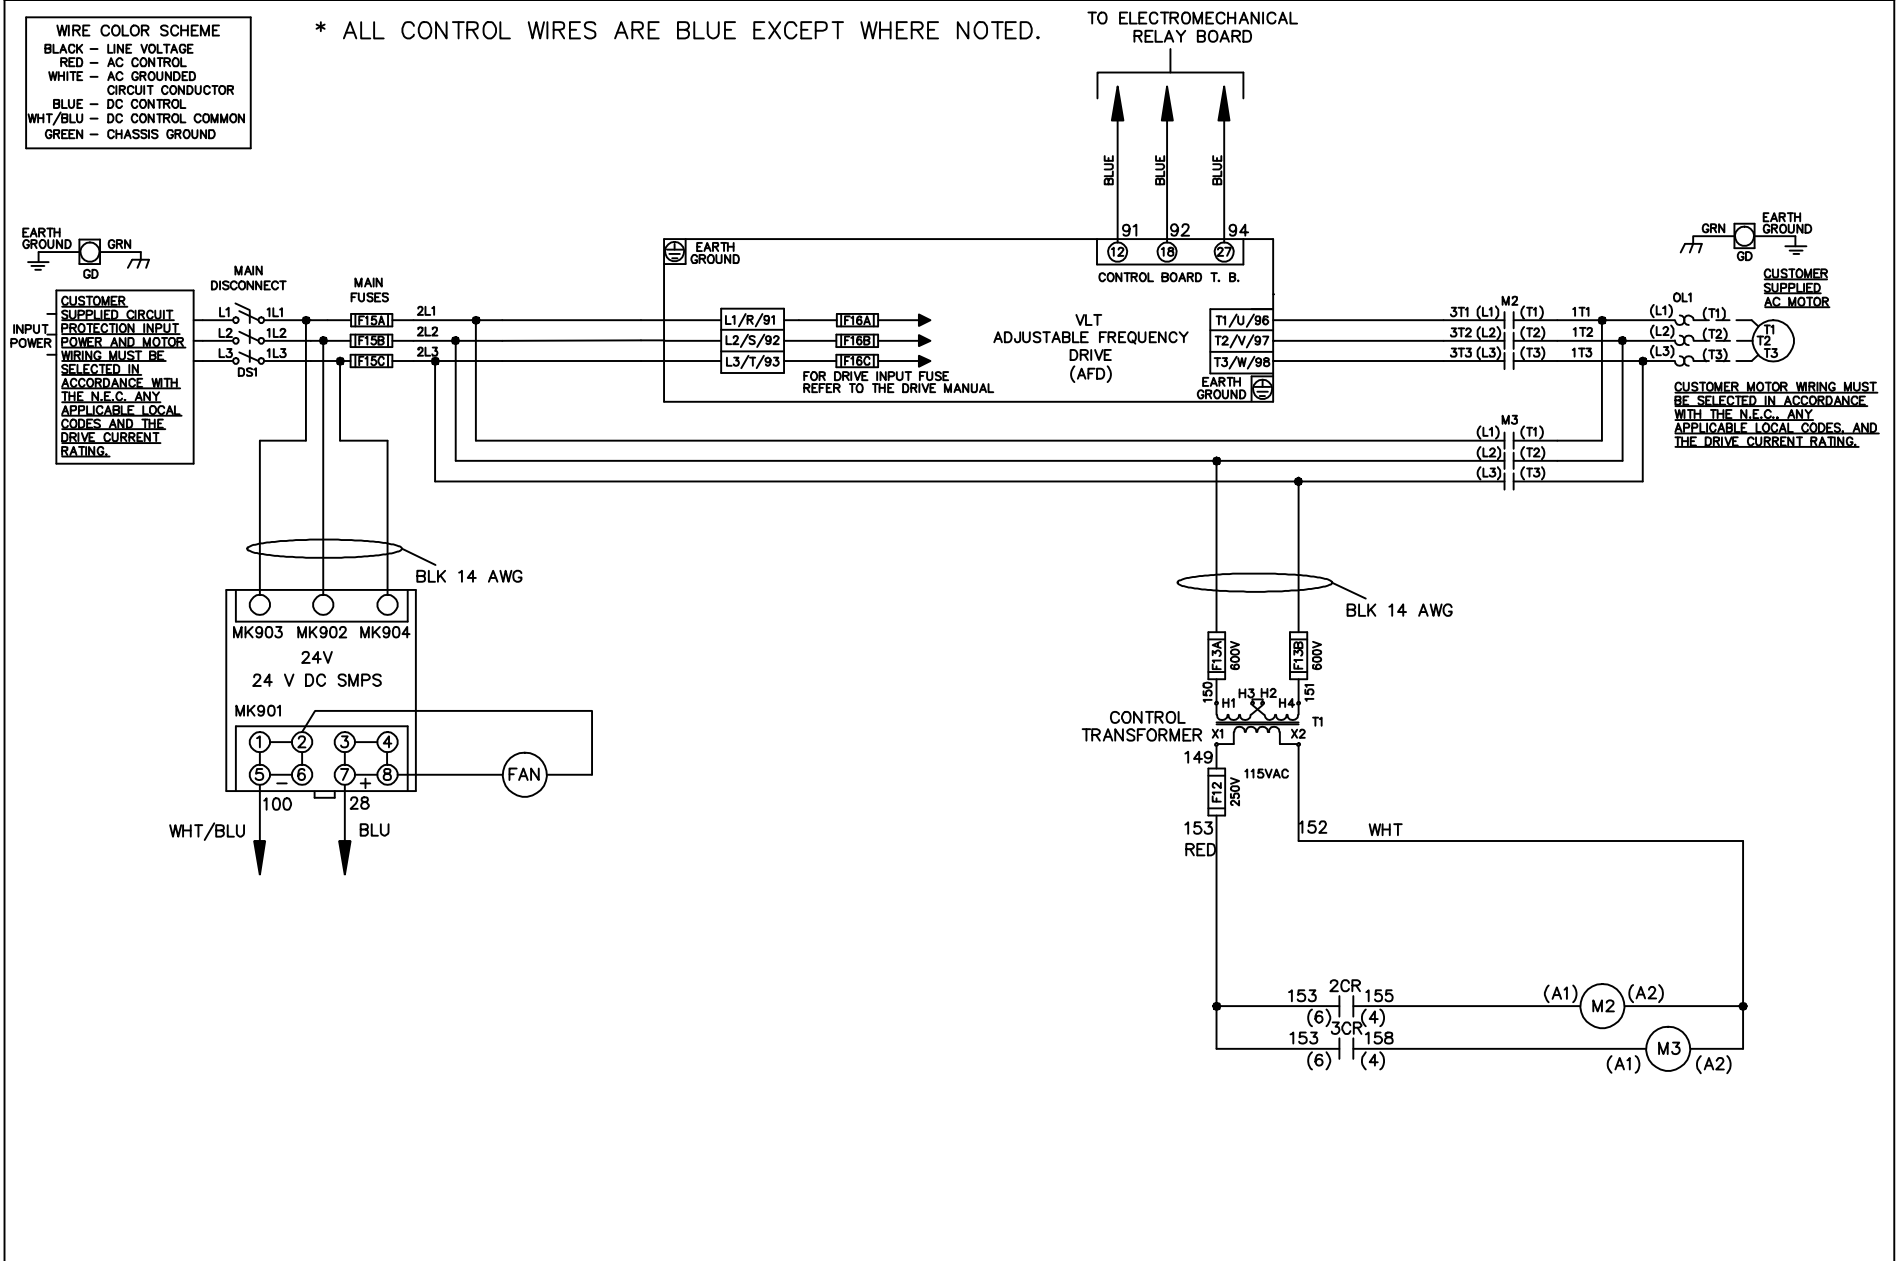 WIRE COLOR SCHEME
BLACK – LINE VOLTAGE
RED – AC CONTROL
WHITE – AC GROUNDED
CIRCUIT CONDUCTOR
BLUE – DC CONTROL
WHT/BLU – DC CONTROL COMMON
GREEN – CHASSIS GROUND
* ALL CONTROL WIRES ARE BLUE EXCEPT WHERE NOTED.
TO ELECTROMECHANICAL
RELAY BOARD
BLUE
BLUE
BLUE
91 92 94
12 18 27
CONTROL BOARD T. B.
EARTH
GROUND
GRN
GD
INPUT
POWER
CUSTOMER
SUPPLIED CIRCUIT
PROTECTION INPUT
POWER AND MOTOR
WIRING MUST BE
SELECTED IN
ACCORDANCE WITH
THE N.E.C. ANY
APPLICABLE LOCAL
CODES AND THE
DRIVE CURRENT
RATING.
MAIN
DISCONNECT
L1 1L1
L2 1L2
L3 1L3
DS1
MAIN
FUSES
F15A
F15B
F15C
2L1
2L2
2L3
EARTH
GROUND
L1/R/91
L2/S/92
L3/T/93
F16A
F16B
F16C
FOR DRIVE INPUT FUSE
REFER TO THE DRIVE MANUAL
VLT
ADJUSTABLE FREQUENCY
DRIVE
(AFD)
T1/U/96
T2/V/97
T3/W/98
EARTH
GROUND
M2
3T1 (L1) (T1) 1T1
3T2 (L2) (T2) 1T2
3T3 (L3) (T3) 1T3
M3
(L1) (T1)
(L2) (T2)
(L3) (T3)
OL1
(L1) (T1)
(L2) (T2)
(L3) (T3)
T1
T2
T3
GRN
EARTH
GROUND
GD
CUSTOMER
SUPPLIED
AC MOTOR
CUSTOMER MOTOR WIRING MUST
BE SELECTED IN ACCORDANCE
WITH THE N.E.C., ANY
APPLICABLE LOCAL CODES, AND
THE DRIVE CURRENT RATING.
BLK 14 AWG
MK903 MK902 MK904
24V
24 V DC SMPS
MK901
1 2 3 4
5 – 6 7 + 8
FAN
100 28
WHT/BLU BLU
BLK 14 AWG
F13A
600V
F13B
600V
150
151
H1 H3 H2 H4
T1
CONTROL
TRANSFORMER
X1 X2
149
115VAC
F12
250V
153
RED
152 WHT
2CR
153 155
(6) (4)
(A1) M2 (A2)
3CR
153 158
(6) (4)
(A1) M3 (A2)